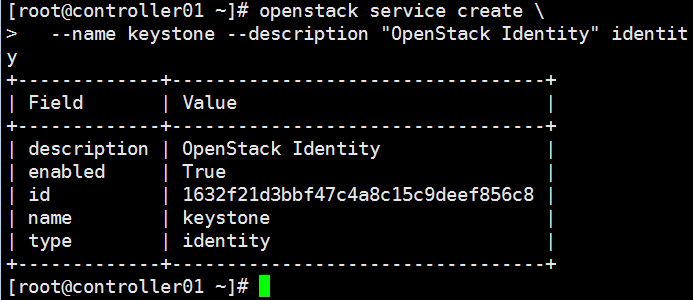 [root@controller01 ~]# openstack service create \
>   --name keystone --description "OpenStack Identity" identit
y
+-------------+----------------------------------+
| Field       | Value                            |
+-------------+----------------------------------+
| description | OpenStack Identity               |
| enabled     | True                             |
| id          | 1632f21d3bbf47c4a8c15c9deef856c8 |
| name        | keystone                         |
| type        | identity                         |
+-------------+----------------------------------+
[root@controller01 ~]#